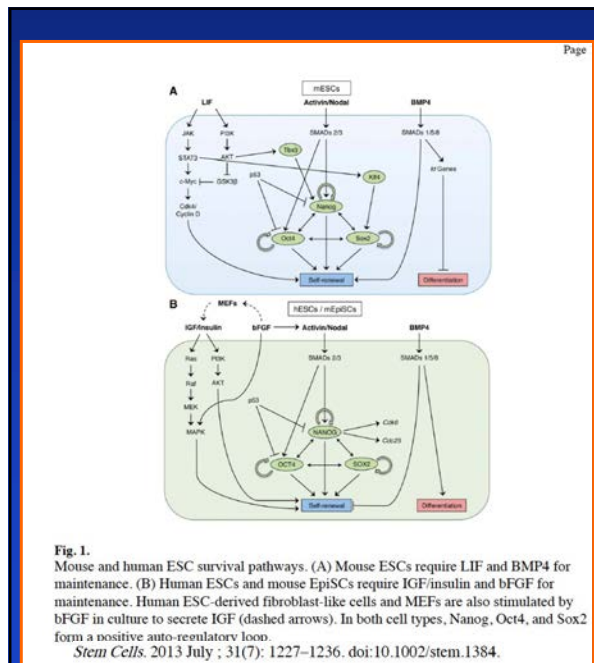 Page
A
mESCs
LIF
Activin/Nodal
BMP4
JAK
PI3K
SMADs 2/3
SMADs 1/5/8
STAT3
AKT
Tbx3
p53
Klf4
Id Genes
c-Myc
GSK3β
Nanog
Cdk4/
Cyclin D
Oct4
Sox2
Self-renewal
Differentiation
B
MEFs
hESCs / mEpiSCs
IGF/Insulin
bFGF
Activin/Nodal
BMP4
Ras
PI3K
SMADs 2/3
SMADs 1/5/8
Raf
AKT
p53
MEK
MAPK
NANOG
Cdk6
Cdc25
OCT4
SOX2
Self-renewal
Differentiation
Fig. 1.
Mouse and human ESC survival pathways. (A) Mouse ESCs require LIF and BMP4 for
maintenance. (B) Human ESCs and mouse EpiSCs require IGF/insulin and bFGF for
maintenance. Human ESC-derived fibroblast-like cells and MEFs are also stimulated by
bFGF in culture to secrete IGF (dashed arrows). In both cell types, Nanog, Oct4, and Sox2
form a positive auto-regulatory loop.
Stem Cells. 2013 July ; 31(7): 1227–1236. doi:10.1002/stem.1384.